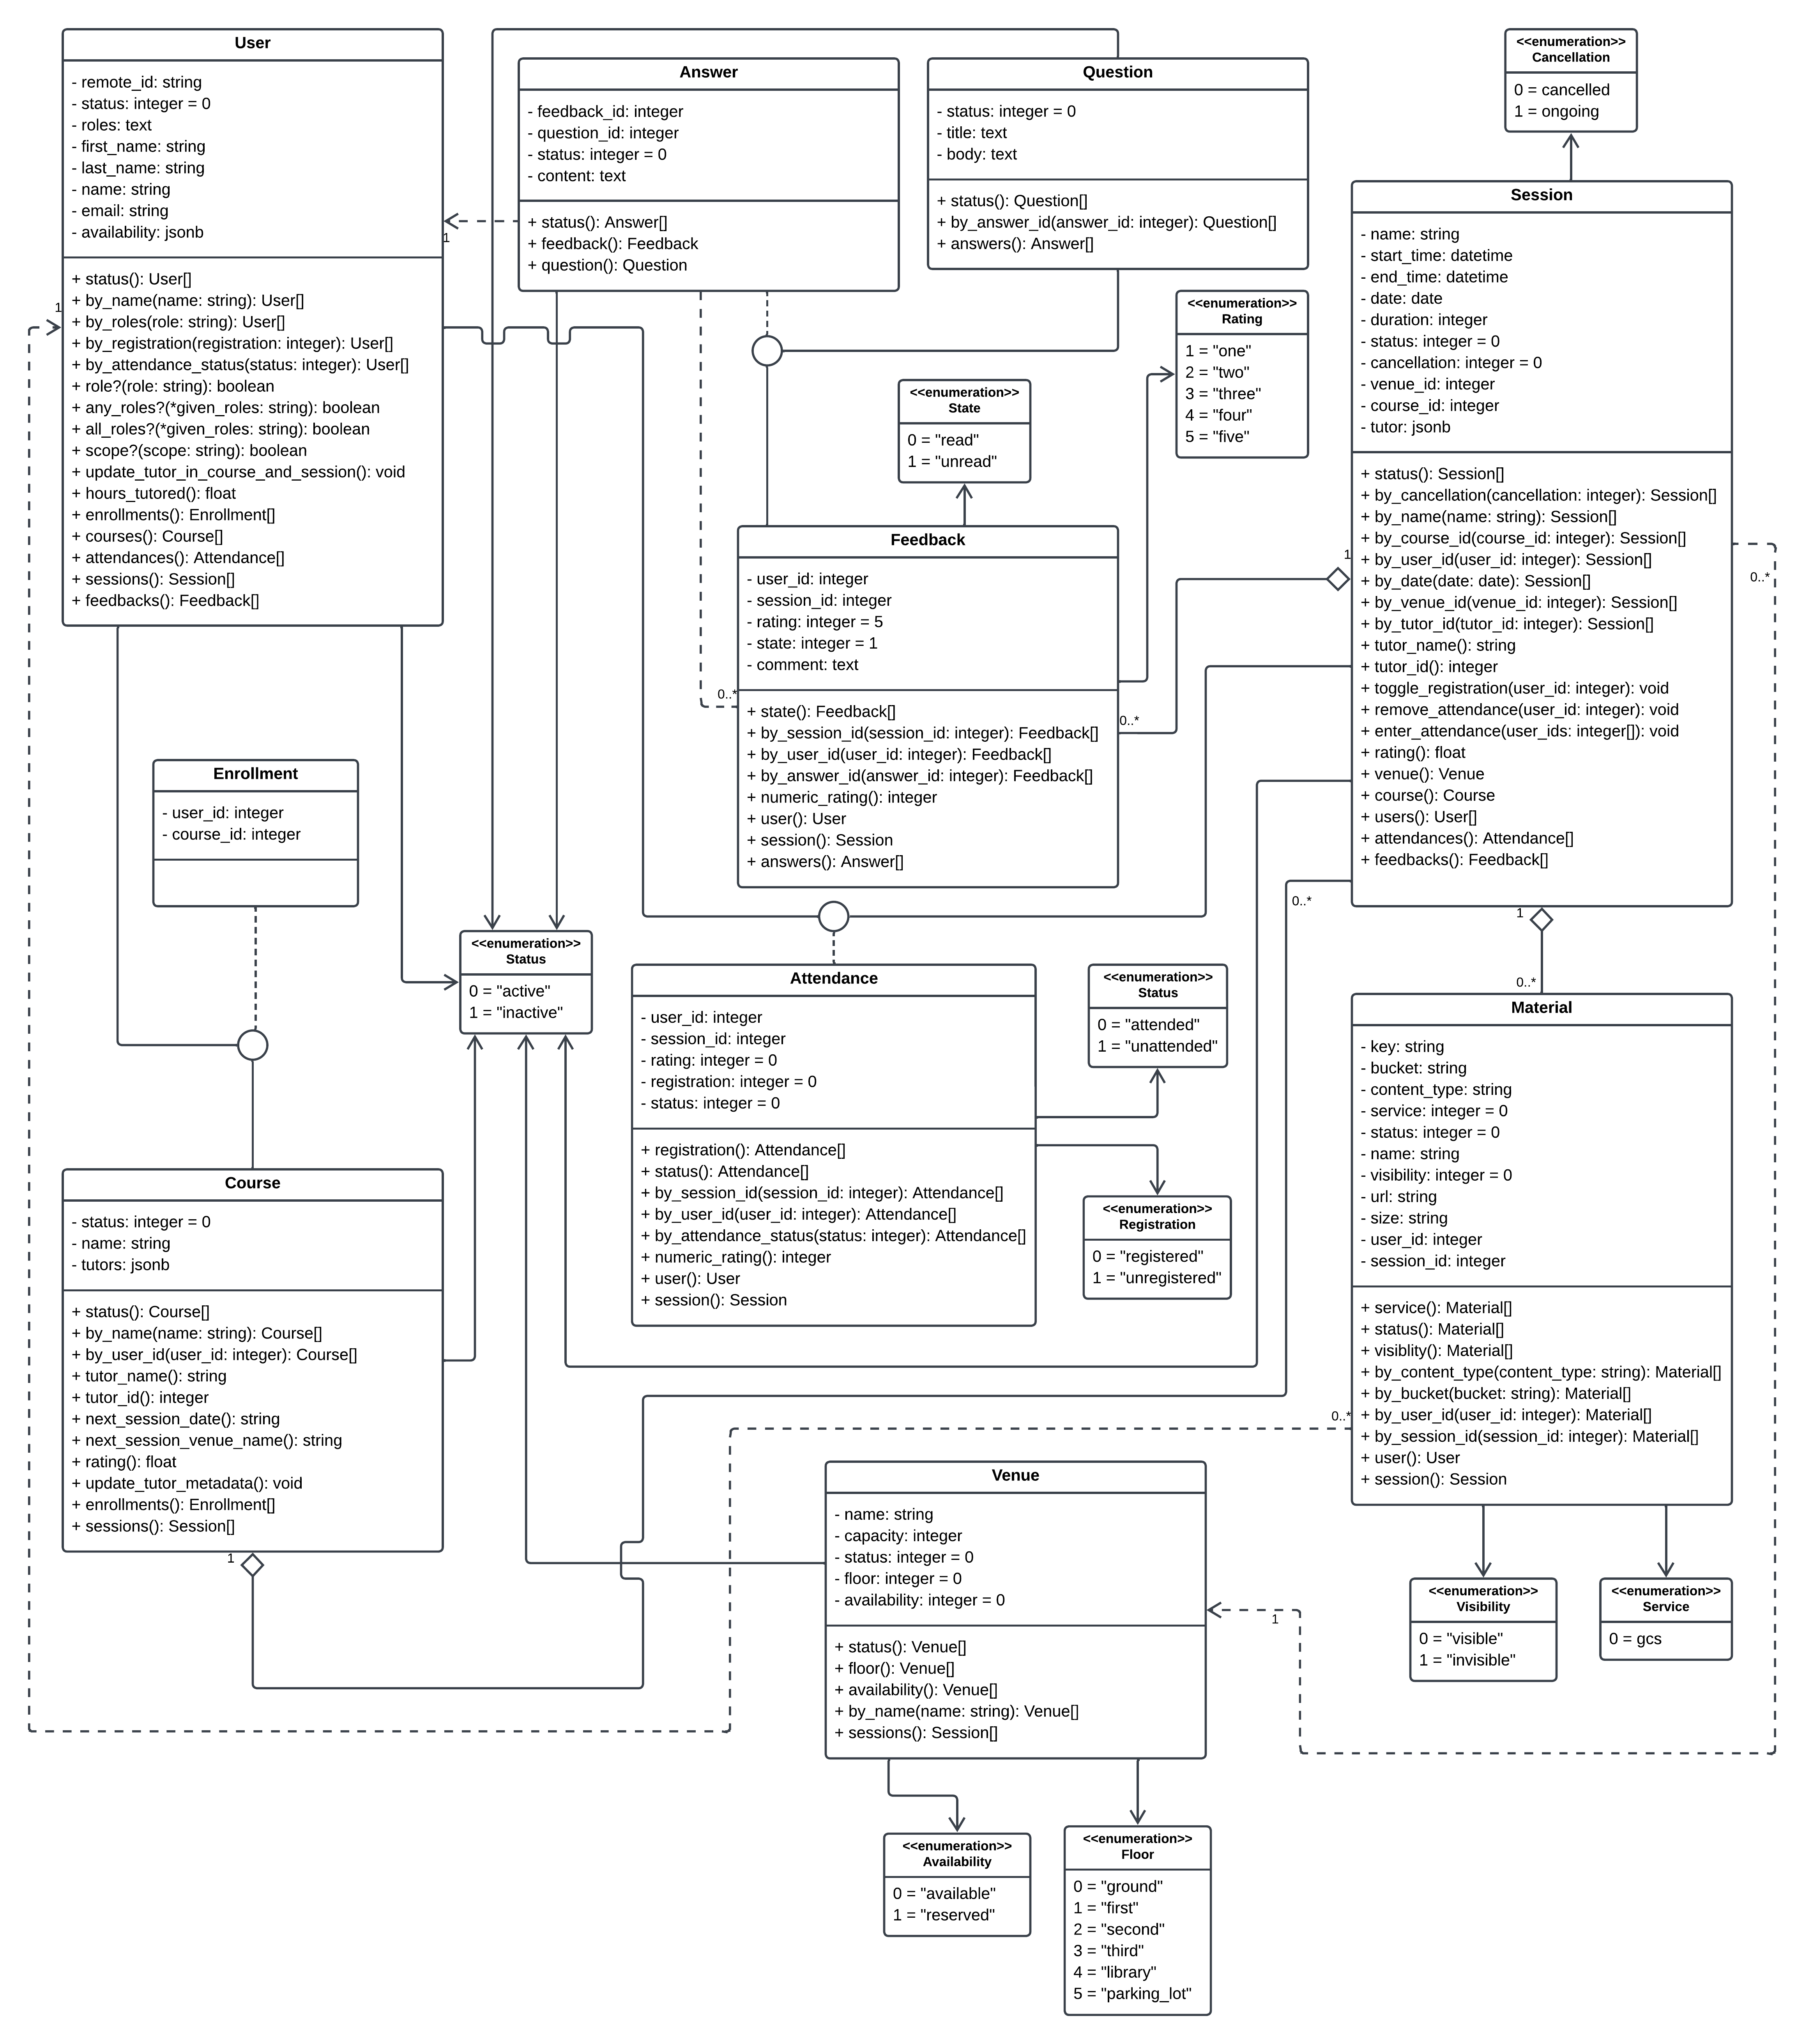 User
- remote_id: string
- status: integer = 0
- roles: text
- first_name: string
- last_name: string
- name: string
- email: string
- availability: jsonb
+ status(): User[]
+ by_name(name: string): User[]
+ by_roles(role: string): User[]
+ by_registration(registration: integer): User[]
+ by_attendance_status(status: integer): User[]
+ role?(role: string): boolean
+ any_roles?(*given_roles: string): boolean
+ all_roles?(*given_roles: string): boolean
+ scope?(scope: string): boolean
+ update_tutor_in_course_and_session(): void
+ hours_tutored(): float
+ enrollments(): Enrollment[]
+ courses(): Course[]
+ attendances(): Attendance[]
+ sessions(): Session[]
+ feedbacks(): Feedback[]
1
1
Answer
- feedback_id: integer
- question_id: integer
- status: integer = 0
- content: text
+ status(): Answer[]
+ feedback(): Feedback
+ question(): Question
Question
- status: integer = 0
- title: text
- body: text
+ status(): Question[]
+ by_answer_id(answer_id: integer): Question[]
+ answers(): Answer[]
<<enumeration>>
Cancellation
0 = cancelled
1 = ongoing
<<enumeration>>
Rating
1 = "one"
2 = "two"
3 = "three"
4 = "four"
5 = "five"
<<enumeration>>
State
0 = "read"
1 = "unread"
Session
- name: string
- start_time: datetime
- end_time: datetime
- date: date
- duration: integer
- status: integer = 0
- cancellation: integer = 0
- venue_id: integer
- course_id: integer
- tutor: jsonb
+ status(): Session[]
+ by_cancellation(cancellation: integer): Session[]
+ by_name(name: string): Session[]
+ by_course_id(course_id: integer): Session[]
+ by_user_id(user_id: integer): Session[]
+ by_date(date: date): Session[]
+ by_venue_id(venue_id: integer): Session[]
+ by_tutor_id(tutor_id: integer): Session[]
+ tutor_name(): string
+ tutor_id(): integer
+ toggle_registration(user_id: integer): void
+ remove_attendance(user_id: integer): void
+ enter_attendance(user_ids: integer[]): void
+ rating(): float
+ venue(): Venue
+ course(): Course
+ users(): User[]
+ attendances(): Attendance[]
+ feedbacks(): Feedback[]
1
0..*
0..*
1
0..*
Feedback
- user_id: integer
- session_id: integer
- rating: integer = 5
- state: integer = 1
- comment: text
+ state(): Feedback[]
+ by_session_id(session_id: integer): Feedback[]
+ by_user_id(user_id: integer): Feedback[]
+ by_answer_id(answer_id: integer): Feedback[]
+ numeric_rating(): integer
+ user(): User
+ session(): Session
+ answers(): Answer[]
0..*
0..*
Enrollment
- user_id: integer
- course_id: integer
<<enumeration>>
Status
0 = "active"
1 = "inactive"
Attendance
- user_id: integer
- session_id: integer
- rating: integer = 0
- registration: integer = 0
- status: integer = 0
+ registration(): Attendance[]
+ status(): Attendance[]
+ by_session_id(session_id: integer): Attendance[]
+ by_user_id(user_id: integer): Attendance[]
+ by_attendance_status(status: integer): Attendance[]
+ numeric_rating(): integer
+ user(): User
+ session(): Session
<<enumeration>>
Status
0 = "attended"
1 = "unattended"
<<enumeration>>
Registration
0 = "registered"
1 = "unregistered"
Material
- key: string
- bucket: string
- content_type: string
- service: integer = 0
- status: integer = 0
- name: string
- visibility: integer = 0
- url: string
- size: string
- user_id: integer
- session_id: integer
+ service(): Material[]
+ status(): Material[]
+ visiblity(): Material[]
+ by_content_type(content_type: string): Material[]
+ by_bucket(bucket: string): Material[]
+ by_user_id(user_id: integer): Material[]
+ by_session_id(session_id: integer): Material[]
+ user(): User
+ session(): Session
0..*
Course
- status: integer = 0
- name: string
- tutors: jsonb
+ status(): Course[]
+ by_name(name: string): Course[]
+ by_user_id(user_id: integer): Course[]
+ tutor_name(): string
+ tutor_id(): integer
+ next_session_date(): string
+ next_session_venue_name(): string
+ rating(): float
+ update_tutor_metadata(): void
+ enrollments(): Enrollment[]
+ sessions(): Session[]
1
Venue
- name: string
- capacity: integer
- status: integer = 0
- floor: integer = 0
- availability: integer = 0
+ status(): Venue[]
+ floor(): Venue[]
+ availability(): Venue[]
+ by_name(name: string): Venue[]
+ sessions(): Session[]
1
<<enumeration>>
Visibility
0 = "visible"
1 = "invisible"
<<enumeration>>
Service
0 = gcs
<<enumeration>>
Availability
0 = "available"
1 = "reserved"
<<enumeration>>
Floor
0 = "ground"
1 = "first"
2 = "second"
3 = "third"
4 = "library"
5 = "parking_lot"